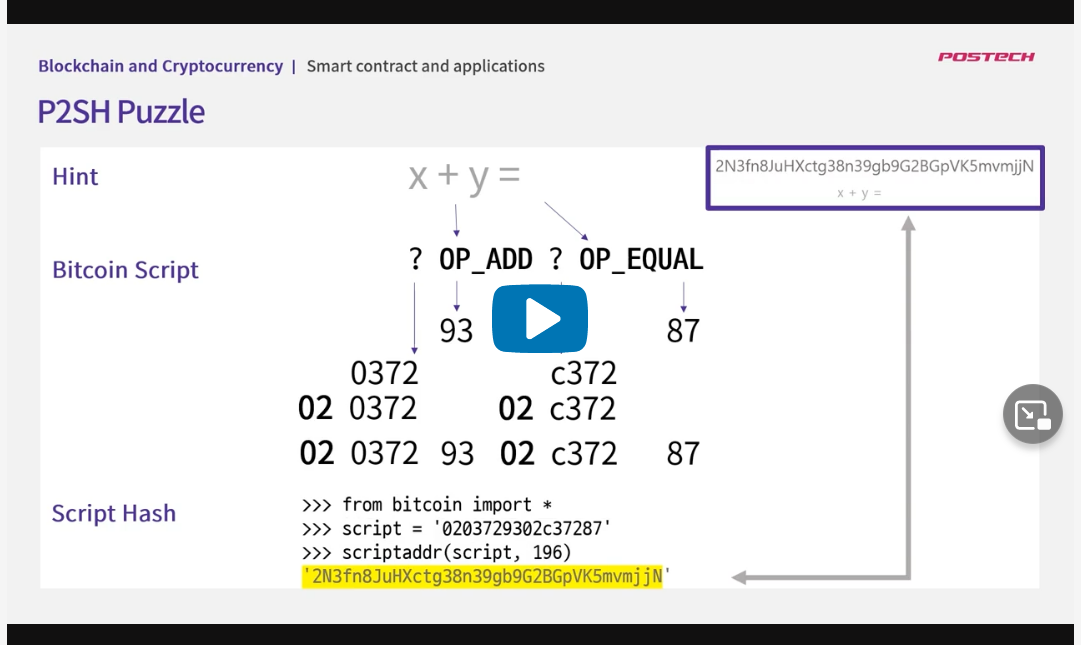 Blockchain and Cryptocurrency | Smart contract and applications
POSTECH
P2SH Puzzle
Hint
x + y =
2N3fn8JuHXctg38n39gb9G2BGpVK5mvmjjN
x + y =
Bitcoin Script
? OP_ADD ? OP_EQUAL
93 87
0372 c372
02 0372 02 c372
02 0372 93 02 c372 87
Script Hash
>>> from bitcoin import *
>>> script = '0203729302c37287'
>>> scriptaddr(script, 196)
'2N3fn8JuHXctg38n39gb9G2BGpVK5mvmjjN'